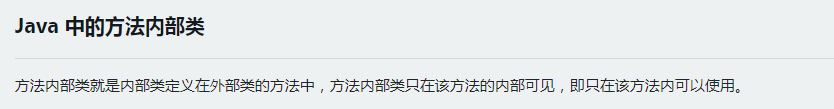 Java 中的方法内部类
方法内部类就是内部类定义在外部类的方法中，方法内部类只在该方法的内部可见，即只在该方法内可以使用。